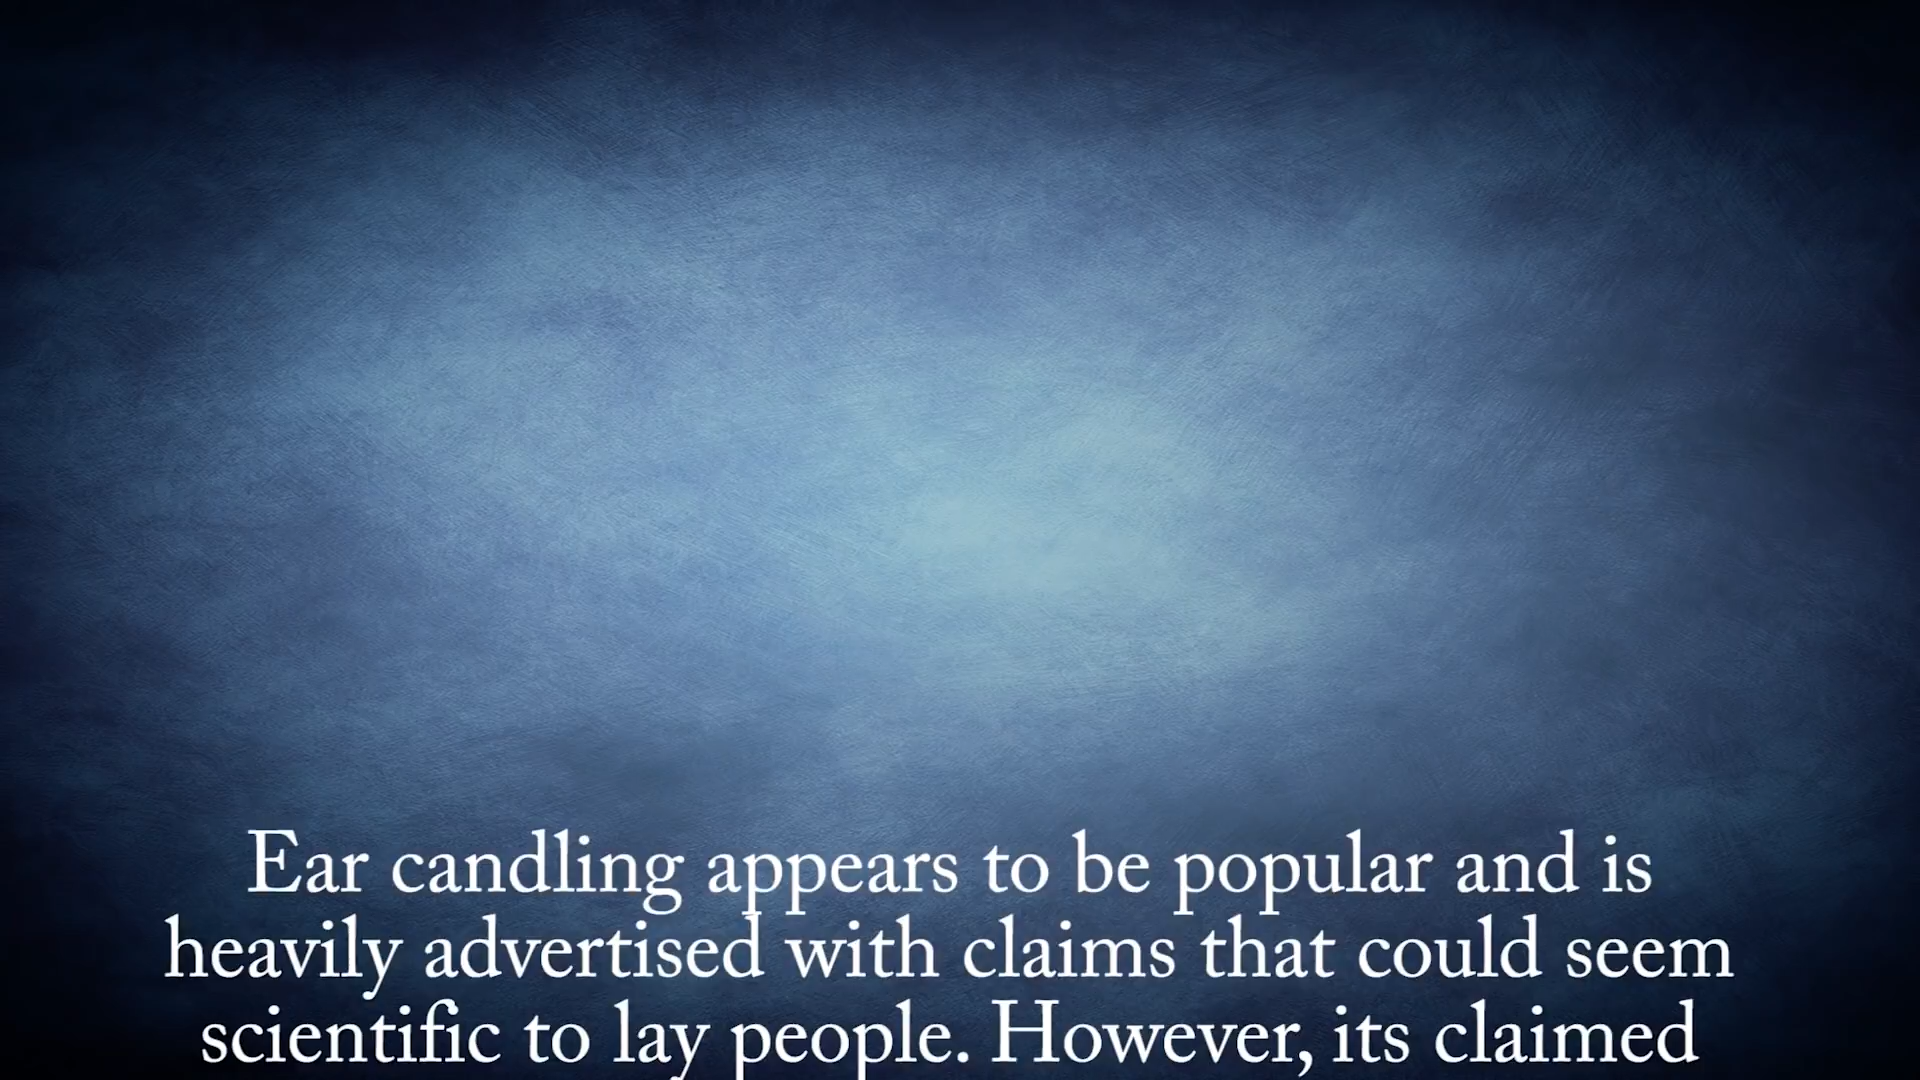 Ear candling appears to be popular and is
heavily advertised with claims that could seem
scientific to lay people. However, its claimed